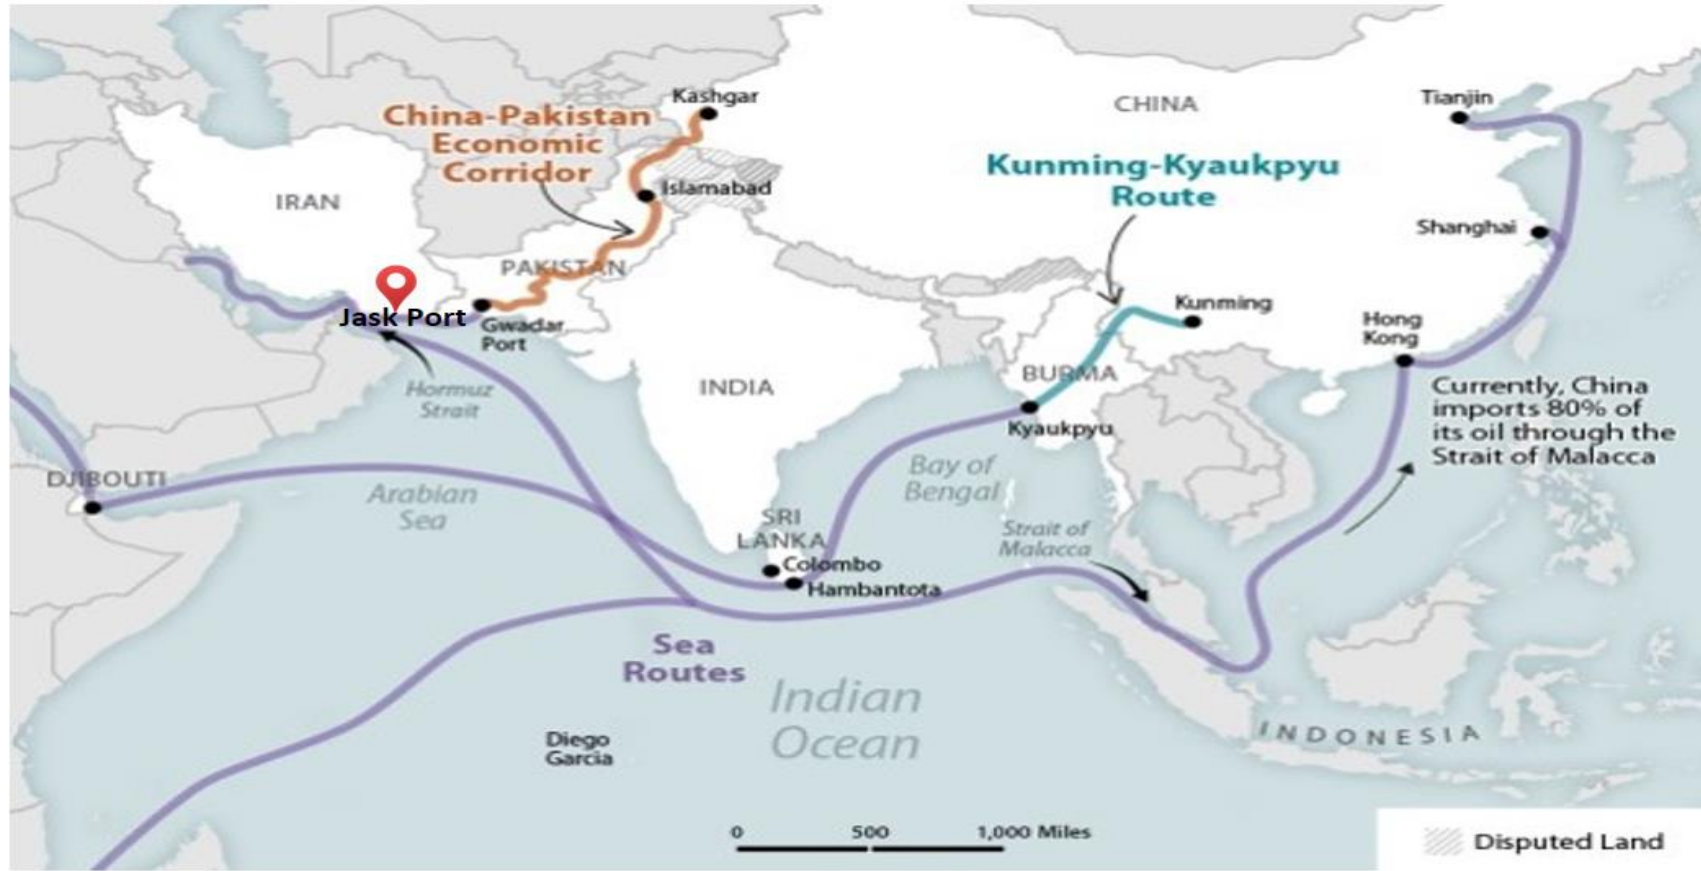 Kashgar
China-Pakistan
Economic
Corridor
CHINA
Tianjin
Kunming-Kyaukpyu
Route
IRAN
Islamabad
Shanghai
PAKISTAN
Jask Port
Gwadar
Port
Kunming
Hong
Kong
INDIA
BURMA
Hormuz
Strait
Currently, China
imports 80% of
its oil through the
Strait of Malacca
Kyaukpyu
DJIBOUTI
Arabian
Sea
Bay of
Bengal
SRI
LANKA
Strait of
Malacca
Colombo
Hambantota
Sea
Routes
Indian
Ocean
Diego
Garcia
INDONESIA
0 500 1,000 Miles
Disputed Land